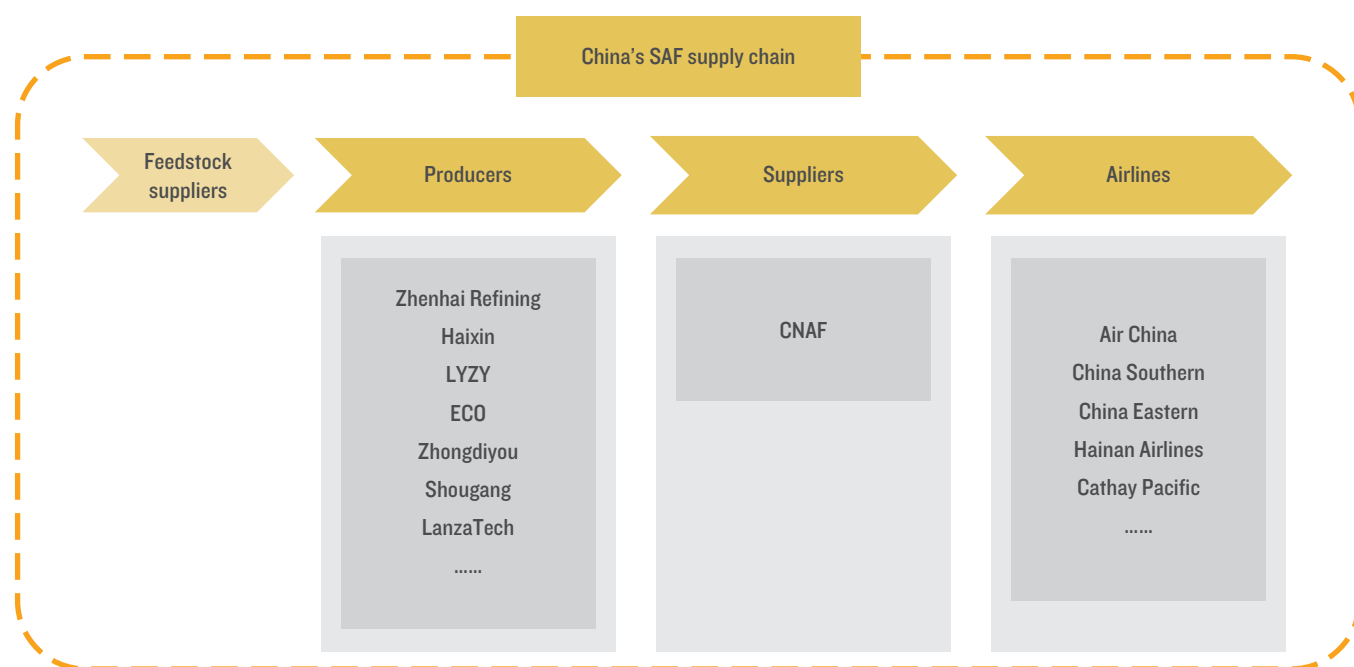 China’s SAF supply chain
Feedstock
suppliers
Producers
Suppliers
Airlines
Zhenhai Refining
Haixin
LYZY
ECO
Zhongdiyou
Shougang
LanzaTech
......
CNAF
Air China
China Southern
China Eastern
Hainan Airlines
Cathay Pacific
......